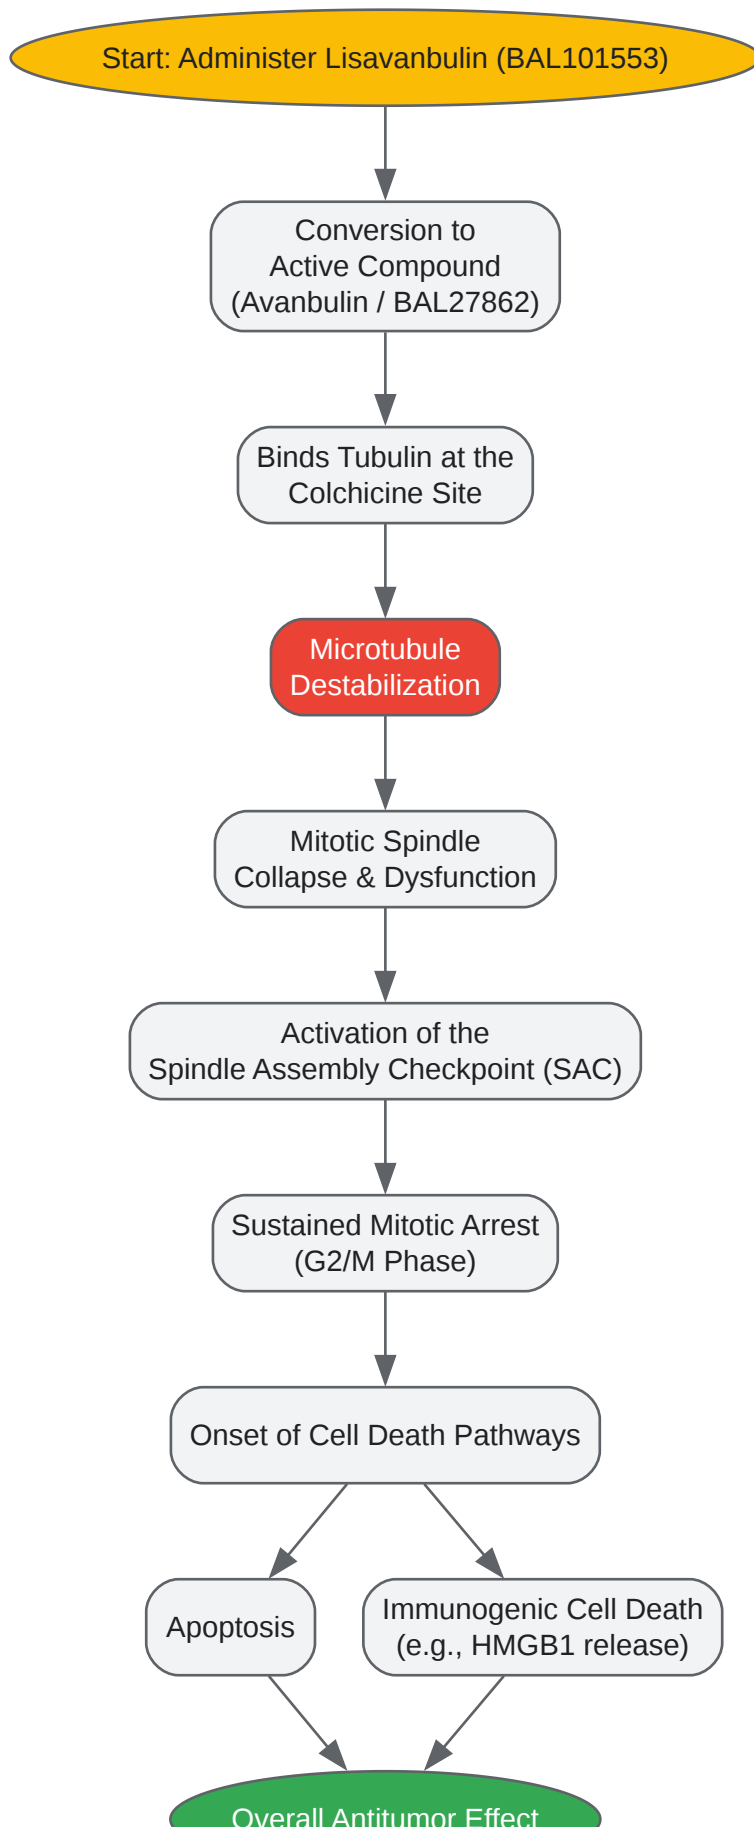 Start: Administer Lisavanbulin (BAL101553)
Conversion to
Active Compound
(Avanbulin / BAL27862)
Binds Tubulin at the
Colchicine Site
Microtubule
Destabilization
Mitotic Spindle
Collapse & Dysfunction
Activation of the
Spindle Assembly Checkpoint (SAC)
Sustained Mitotic Arrest
(G2/M Phase)
Onset of Cell Death Pathways
Apoptosis
Immunogenic Cell Death
(e.g., HMGB1 release)
Overall Antitumor Effect